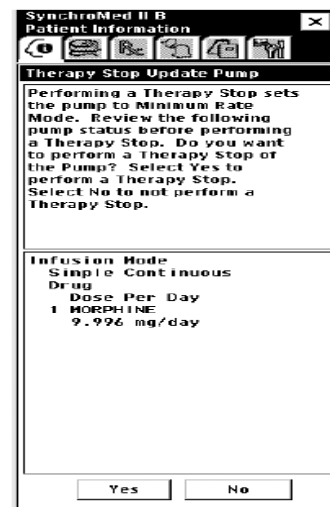 SynchroMed II B
Patient Information
Therapy Stop Update Pump
Performing a Therapy Stop sets
the pump to Minimum Rate
Mode. Review the following
pump status before performing
a Therapy Stop. Do you want
to perform a Therapy Stop of
the Pump? Select Yes to
perform a Therapy Stop.
Select No to not perform a
Therapy Stop.
Infusion Mode
Simple Continuous
Drug
Dose Per Day
1 MORPHINE
9.996 mg/day
Yes No